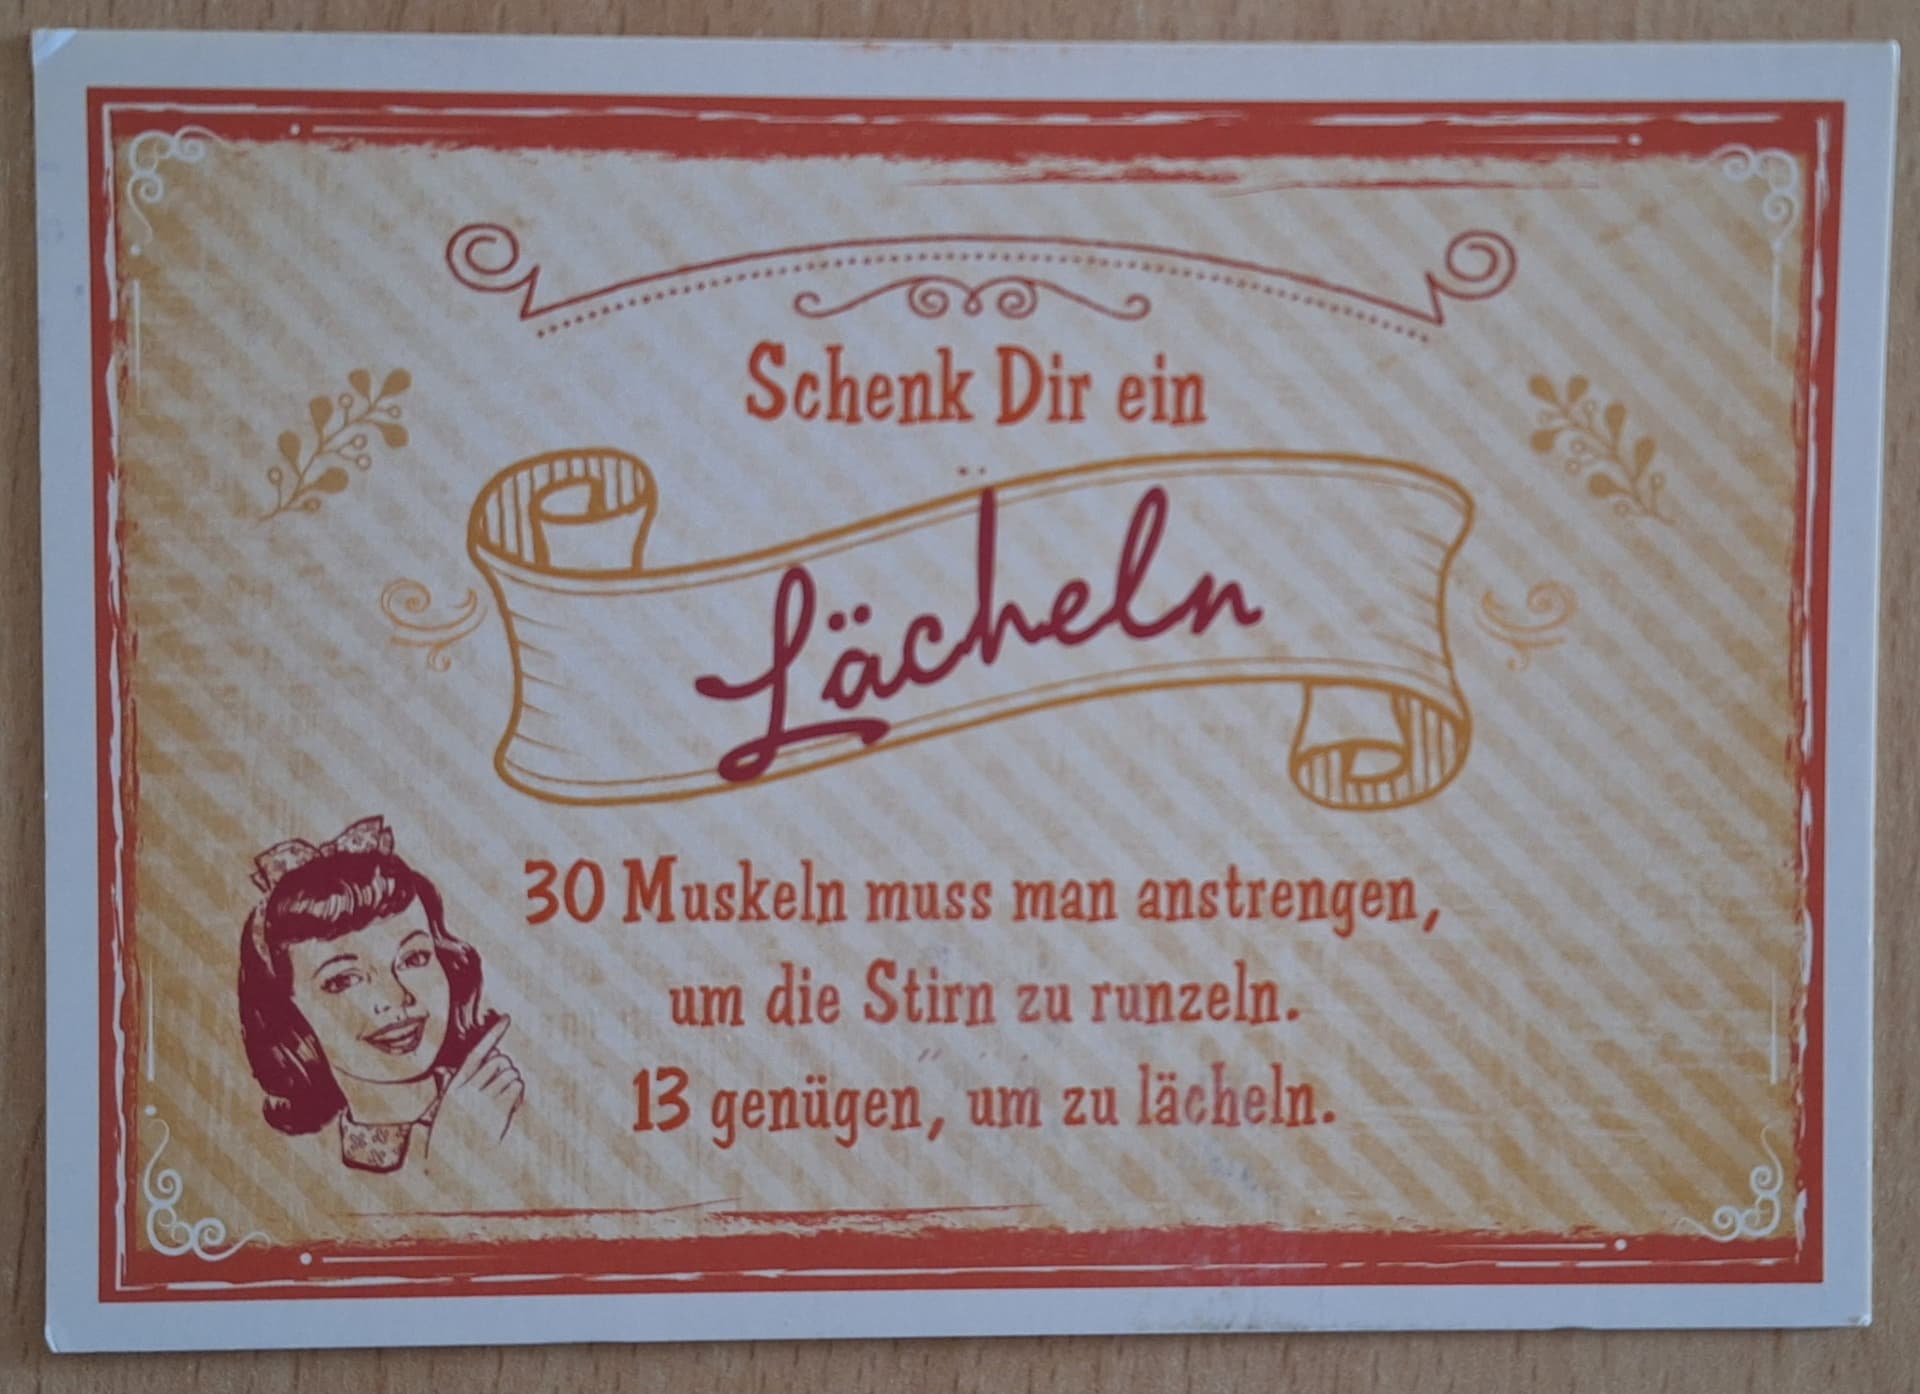 Schenk Dir ein
Lächeln
30 Muskeln muss man anstrengen,
um die Stirn zu runzeln.
13 genügen, um zu lächeln.